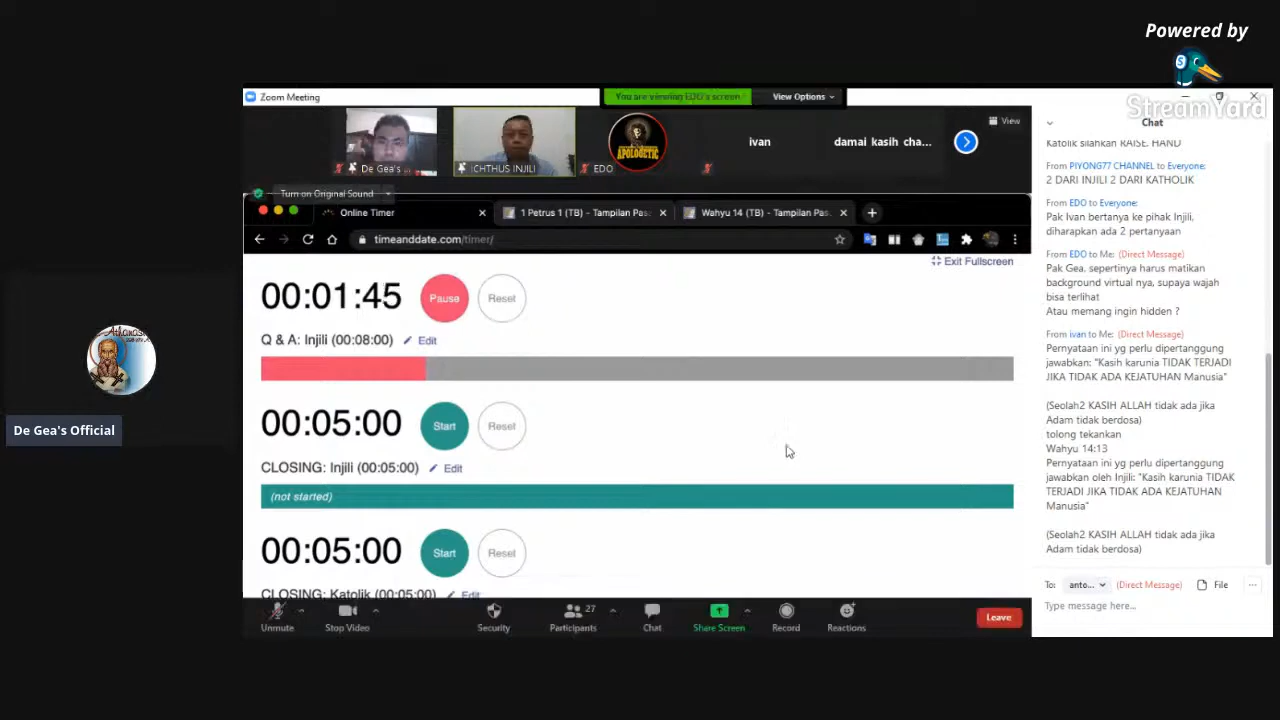 Powered by
StreamYard
Zoom Meeting
You are viewing EDO's screen
View Options
View
De Gea's
ICHTHUS INJILI
APOLOGETIC
EDO
ivan
damai kasih cha...
Turn on Original Sound
Online Timer
1 Petrus 1 (TB) - Tampilan Pas
Wahyu 14 (TB) - Tampilan Pas
timeanddate.com/timer/
Exit Fullscreen
00:01:45
Pause
Reset
Q & A: Injili (00:08:00)
Edit
00:05:00
Start
Reset
CLOSING: Injili (00:05:00)
Edit
(not started)
00:05:00
Start
Reset
CLOSING: Katolik (00:05:00)
Edit
Unmute
Stop Video
Security
27
Participants
Chat
Share Screen
Record
Reactions
Leave
Chat
Katolik silahkan RAISE. HAND
From PIYONG77 CHANNEL to Everyone:
2 DARI INJILI 2 DARI KATHOLIK
From EDO to Everyone:
Pak Ivan bertanya ke pihak Injili,
diharapkan ada 2 pertanyaan
From EDO to Me: (Direct Message)
Pak Gea, sepertinya harus matikan
background virtual nya, supaya wajah
bisa terlihat
Atau memang ingin hidden ?
From ivan to Me: (Direct Message)
Pernyataan ini yg perlu dipertanggung
jawabkan: "Kasih karunia TIDAK TERJADI
JIKA TIDAK ADA KEJATUHAN Manusia"
(Seolah2 KASIH ALLAH tidak ada jika
Adam tidak berdosa)
tolong tekankan
Wahyu 14:13
Pernyataan ini yg perlu dipertanggung
jawabkan oleh Injili: "Kasih karunia TIDAK
TERJADI JIKA TIDAK ADA KEJATUHAN
Manusia"
(Seolah2 KASIH ALLAH tidak ada jika
Adam tidak berdosa)
To:
anto...
(Direct Message)
File
Type message here...
Athanasi
De Gea's Official